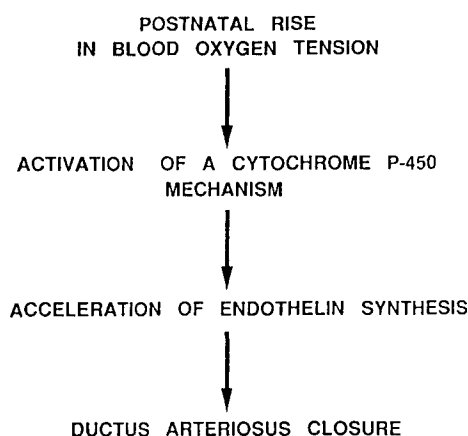 POSTNATAL RISE
IN BLOOD OXYGEN TENSION
ACTIVATION OF A CYTOCHROME P-450
MECHANISM
ACCELERATION OF ENDOTHELIN SYNTHESIS
DUCTUS ARTERIOSUS CLOSURE